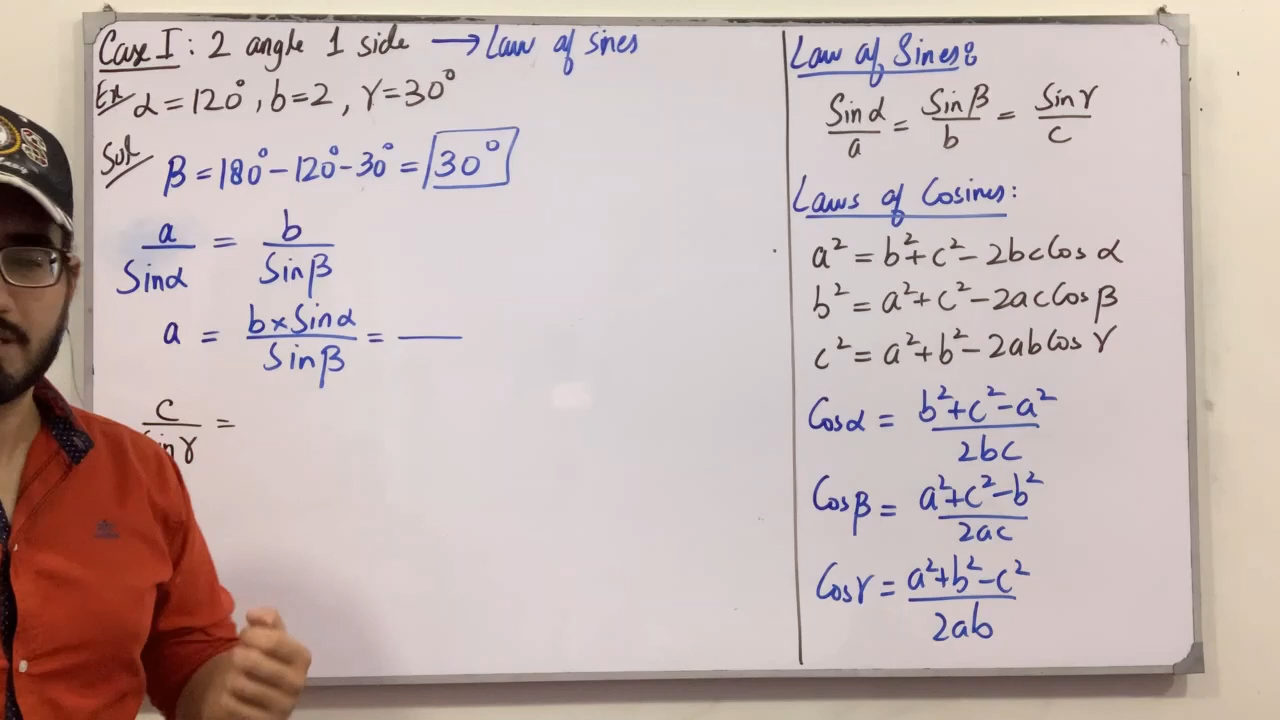 Case I: 2 angle 1 side → Law of sines
Ex α = 120°, b = 2, γ = 30°
Sol
β = 180° - 120° - 30° = 30°
a/Sinα = b/Sinβ
a = b×Sinα/Sinβ = ___
c/Sinγ =
Law of Sines:
Sinα/a = Sinβ/b = Sinγ/c
Laws of Cosines:
a² = b² + c² - 2bc Cos α
b² = a² + c² - 2ac Cos β
c² = a² + b² - 2ab Cos γ
Cosα = b² + c² - a²/2bc
Cosβ = a² + c² - b²/2ac
Cosγ = a² + b² - c²/2ab